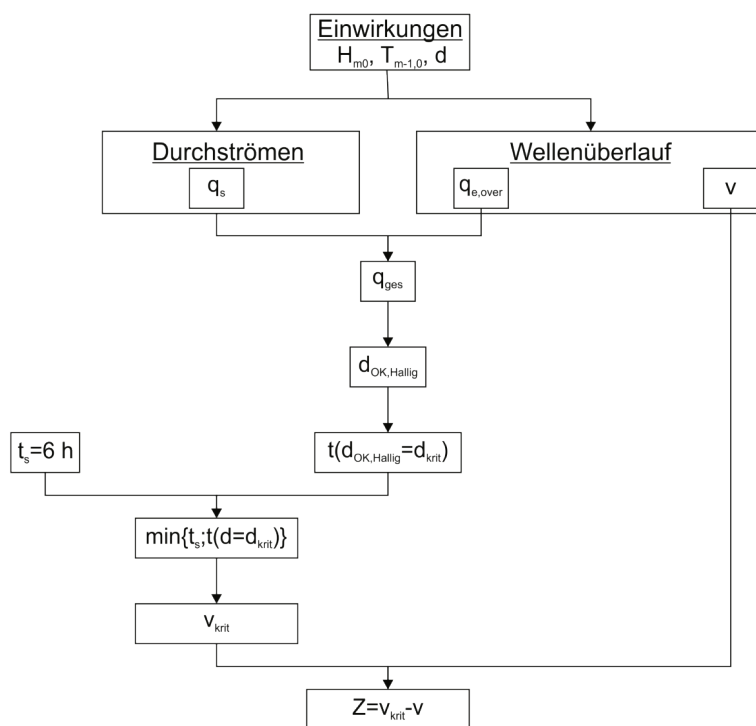 Einwirkungen
Hm0, Tm-1,0, d
Durchströmen
qs
Wellenüberlauf
qe,over
v
qges
dOK,Hallig
ts=6 h
t(dOK,Hallig=dkrit)
min{ts;t(d=dkrit)}
vkrit
Z=vkrit-v